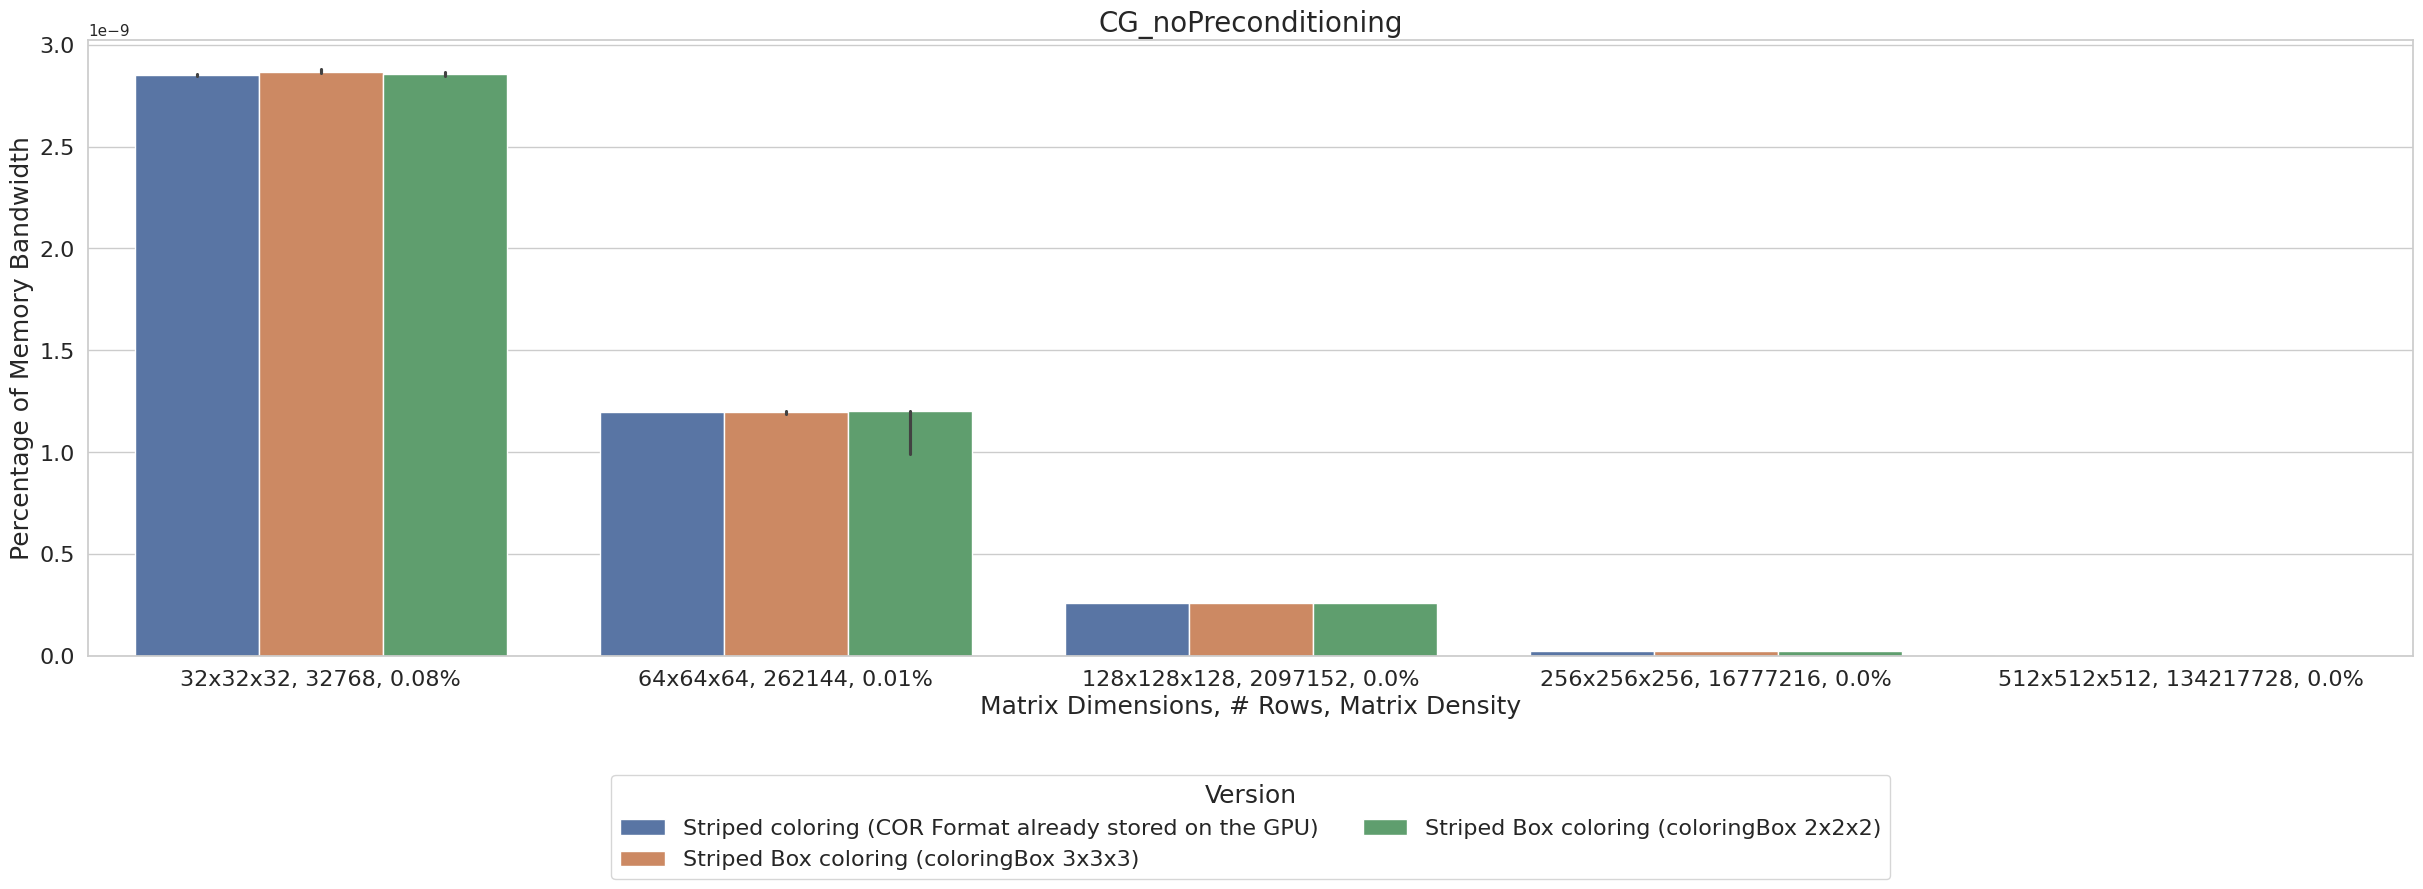 CG_noPreconditioning
1e−9
3.0
2.5
2.0
1.5
1.0
0.5
0.0
Percentage of Memory Bandwidth
32x32x32, 32768, 0.08%
64x64x64, 262144, 0.01%
128x128x128, 2097152, 0.0%
256x256x256, 16777216, 0.0%
512x512x512, 134217728, 0.0%
Matrix Dimensions, # Rows, Matrix Density
Version
Striped coloring (COR Format already stored on the GPU)
Striped Box coloring (coloringBox 3x3x3)
Striped Box coloring (coloringBox 2x2x2)